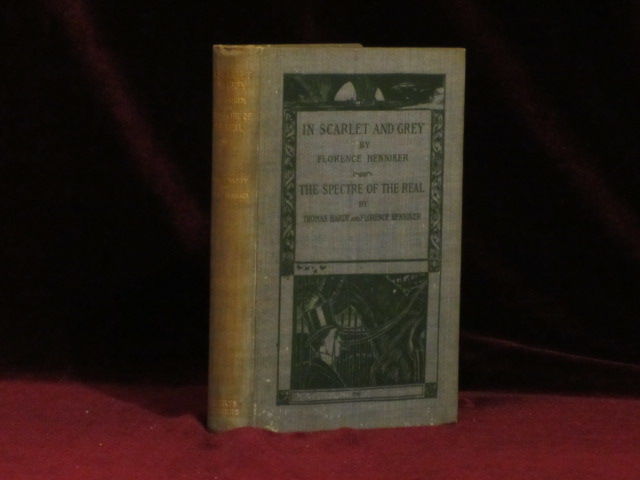 IN SCARLET AND GREY
BY
FLORENCE HENNIKER
THE SPECTRE OF THE REAL
BY
THOMAS HARDY AND FLORENCE HENNIKER